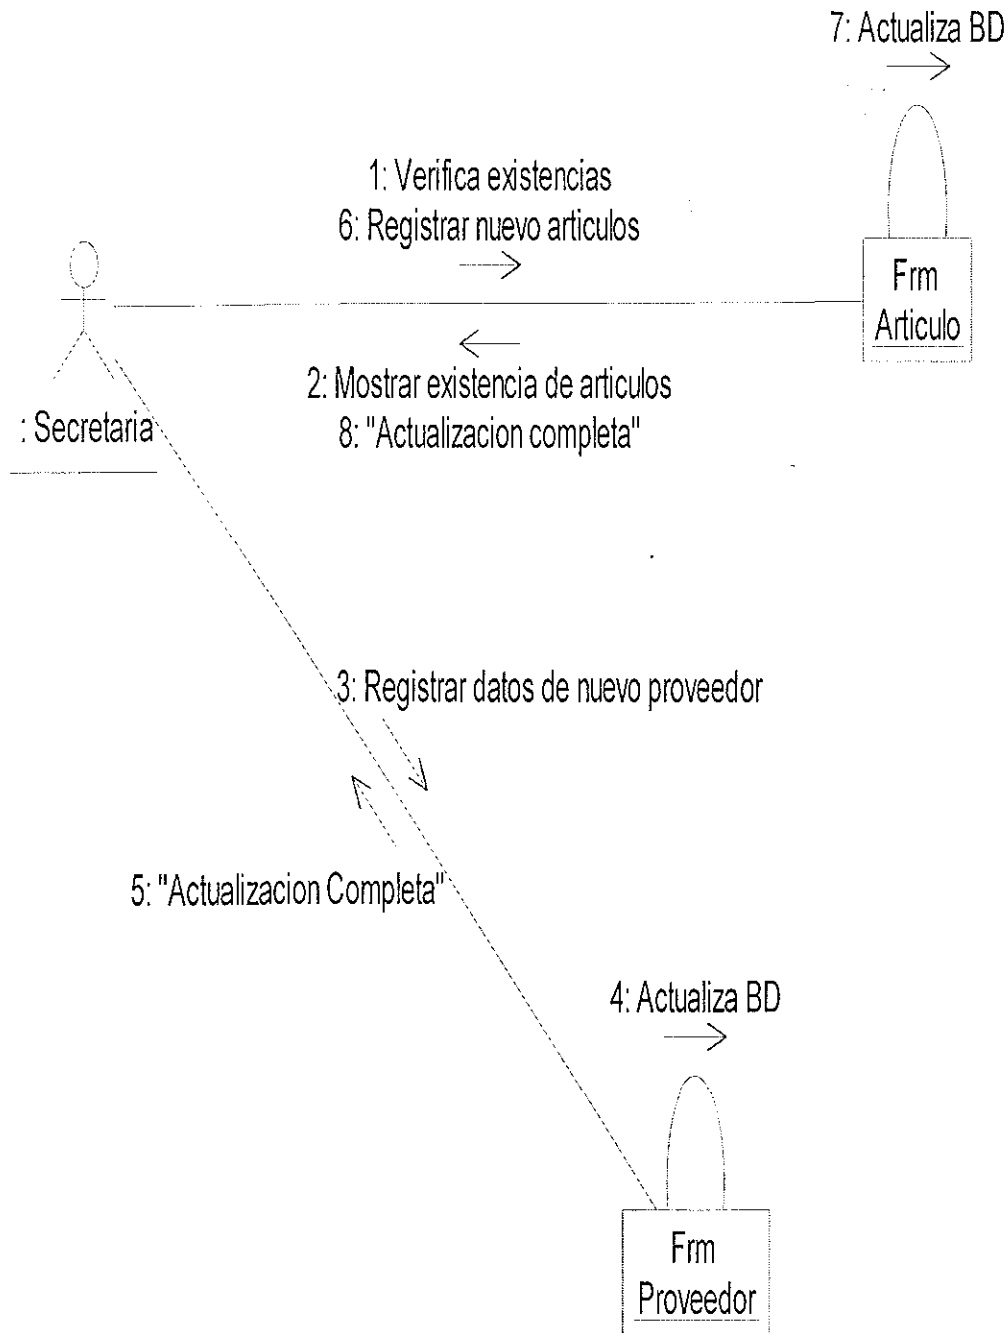 7: Actualiza BD
1: Verifica existencias
6: Registrar nuevo articulos
Frm
Articulo
2: Mostrar existencia de articulos
8: "Actualizacion completa"
: Secretaria
3: Registrar datos de nuevo proveedor
5: "Actualizacion Completa"
4: Actualiza BD
Frm
Proveedor